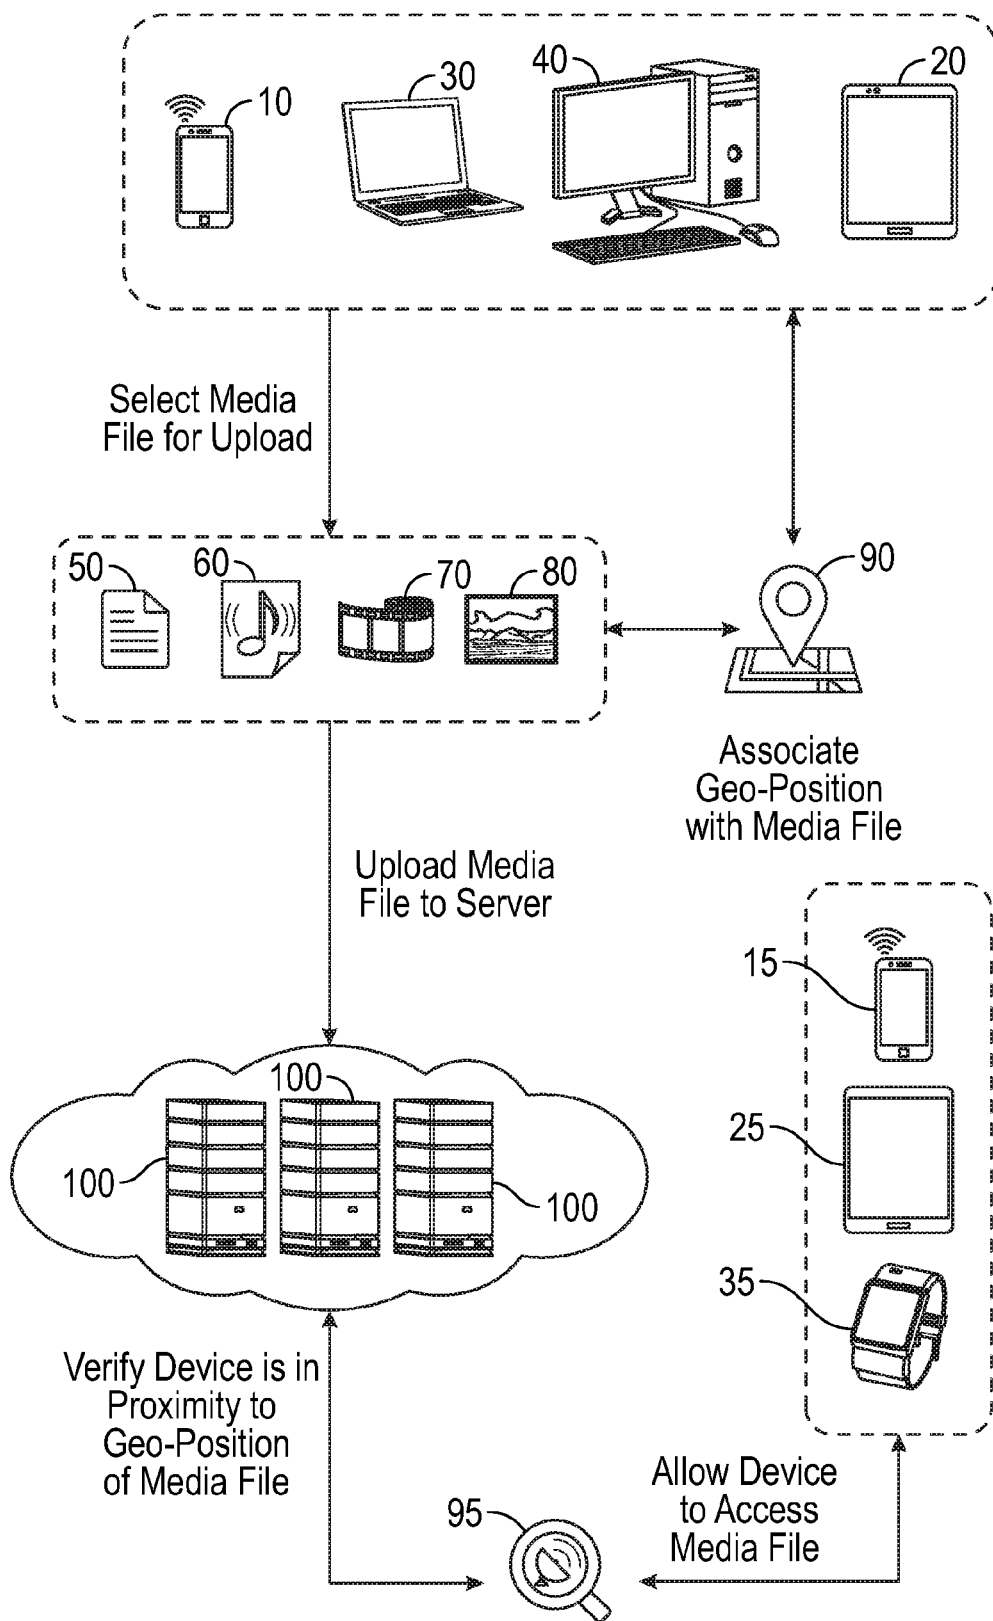 10
30
40
20
Select Media
File for Upload
50
60
70
80
90
Associate
Geo-Position
with Media File
Upload Media
File to Server
15
100
100
100
25
35
Verify Device is in
Proximity to
Geo-Position
of Media File
Allow Device
to Access
Media File
95